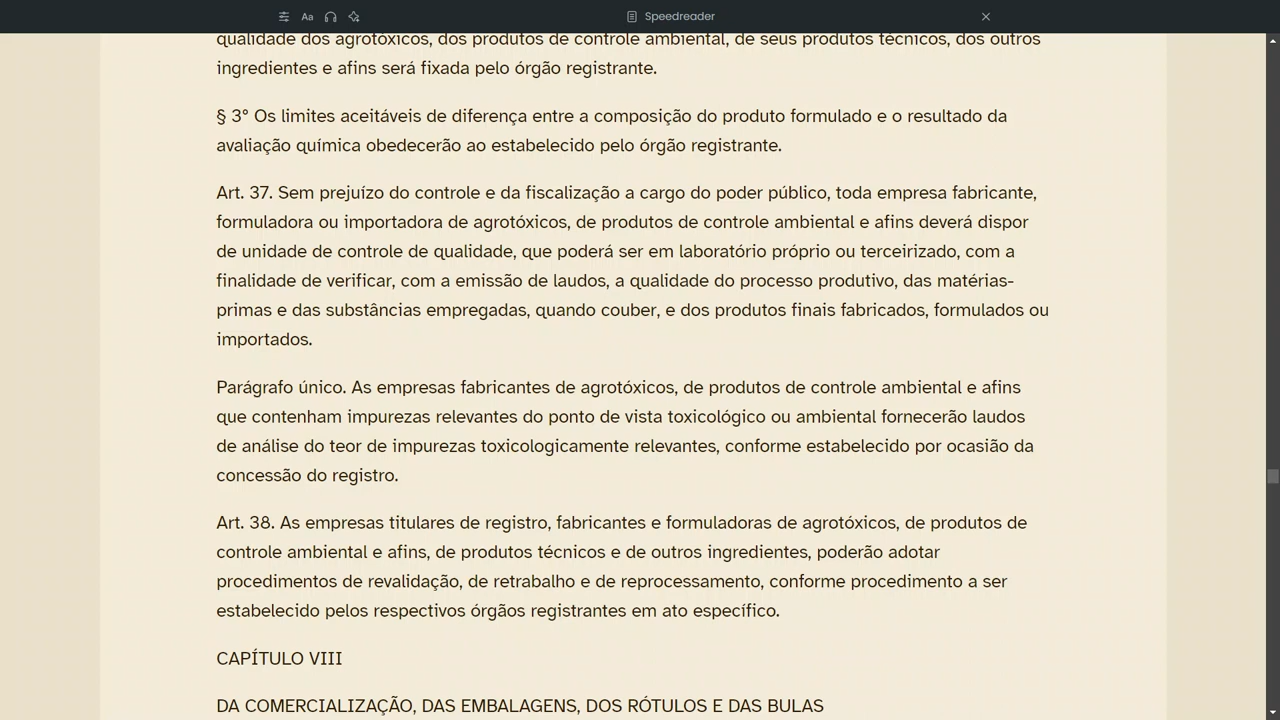 Aa
Speedreader
qualidade dos agrotóxicos, dos produtos de controle ambiental, de seus produtos técnicos, dos outros
ingredientes e afins será fixada pelo órgão registrante.
§ 3º Os limites aceitáveis de diferença entre a composição do produto formulado e o resultado da
avaliação química obedecerão ao estabelecido pelo órgão registrante.
Art. 37. Sem prejuízo do controle e da fiscalização a cargo do poder público, toda empresa fabricante,
formuladora ou importadora de agrotóxicos, de produtos de controle ambiental e afins deverá dispor
de unidade de controle de qualidade, que poderá ser em laboratório próprio ou terceirizado, com a
finalidade de verificar, com a emissão de laudos, a qualidade do processo produtivo, das matérias-
primas e das substâncias empregadas, quando couber, e dos produtos finais fabricados, formulados ou
importados.
Parágrafo único. As empresas fabricantes de agrotóxicos, de produtos de controle ambiental e afins
que contenham impurezas relevantes do ponto de vista toxicológico ou ambiental fornecerão laudos
de análise do teor de impurezas toxicologicamente relevantes, conforme estabelecido por ocasião da
concessão do registro.
Art. 38. As empresas titulares de registro, fabricantes e formuladoras de agrotóxicos, de produtos de
controle ambiental e afins, de produtos técnicos e de outros ingredientes, poderão adotar
procedimentos de revalidação, de retrabalho e de reprocessamento, conforme procedimento a ser
estabelecido pelos respectivos órgãos registrantes em ato específico.
CAPÍTULO VIII
DA COMERCIALIZAÇÃO, DAS EMBALAGENS, DOS RÓTULOS E DAS BULAS